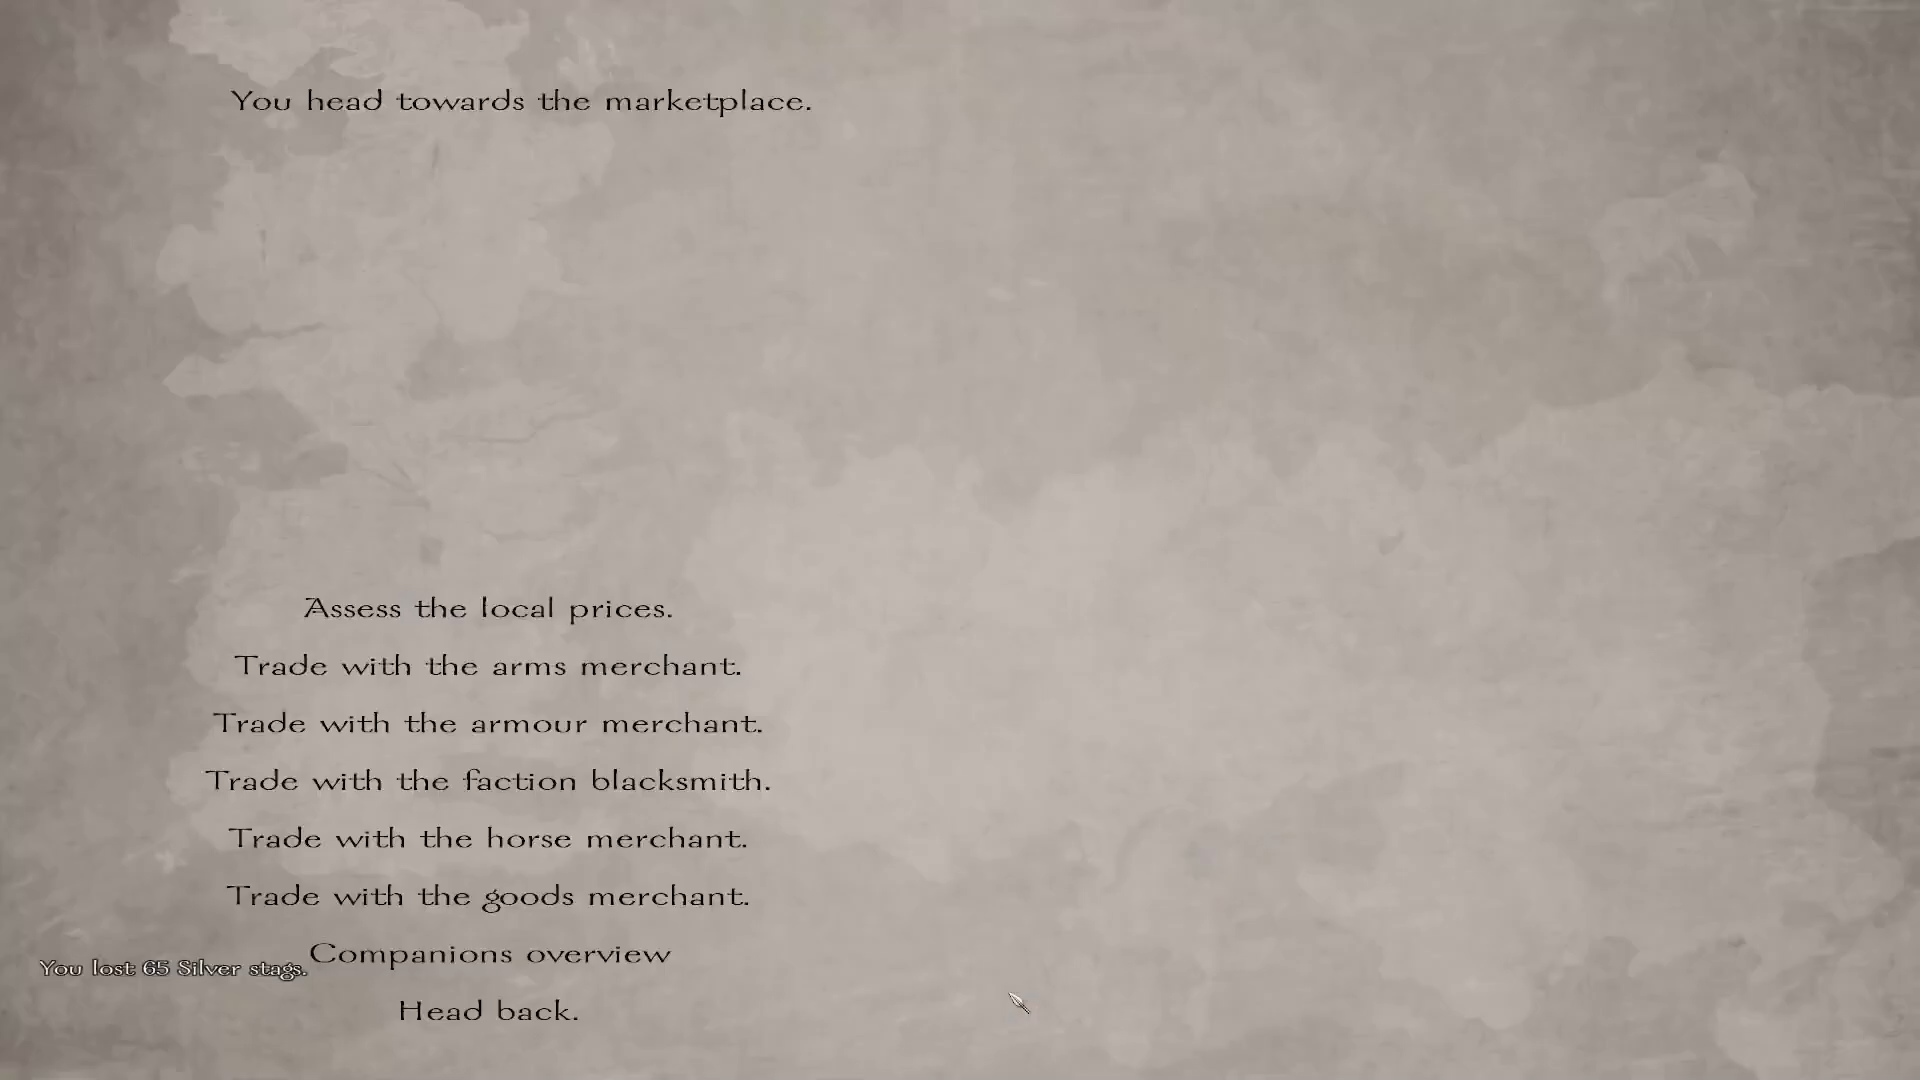 You head towards the marketplace.
Assess the local prices.
Trade with the arms merchant.
Trade with the armour merchant.
Trade with the faction blacksmith.
Trade with the horse merchant.
Trade with the goods merchant.
Companions overview
You lost 65 Silver stags.
Head back.